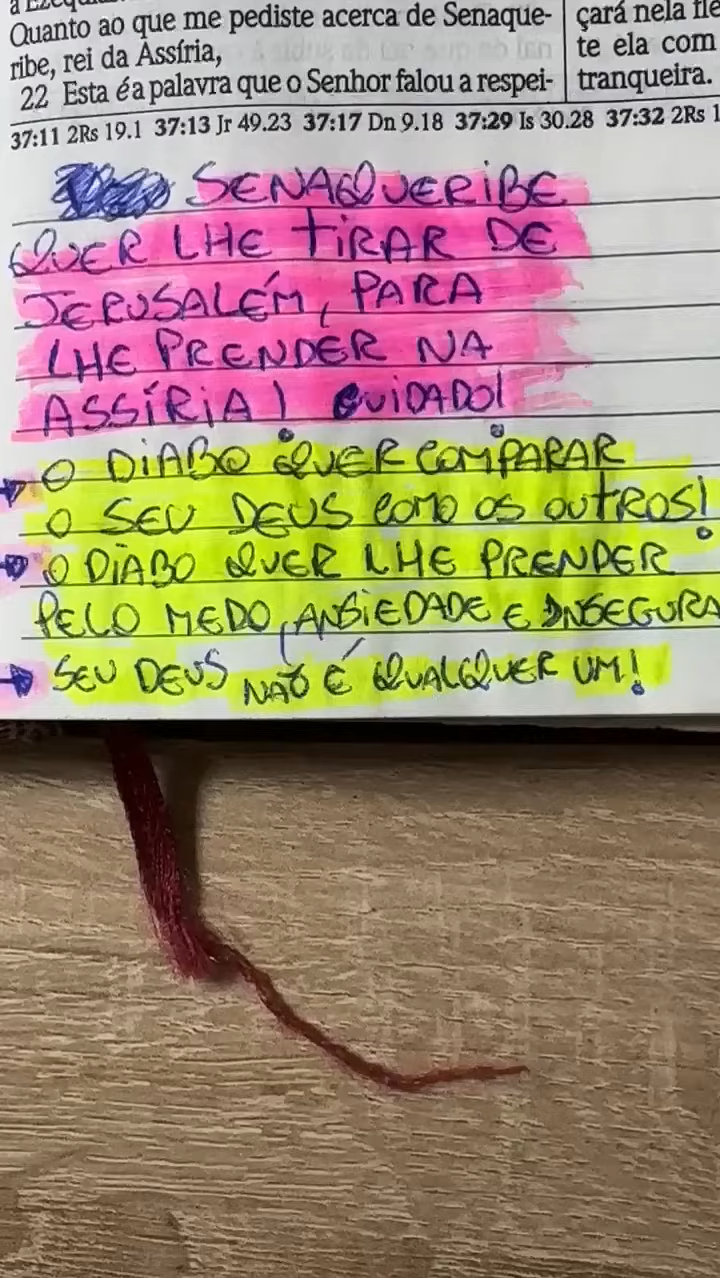 Quanto ao que me pediste acerca de Senaque-
ribe, rei da Assíria,
22 Esta é a palavra que o Senhor falou a respei-
çará nela fle
te ela com
tranqueira.
37:11 2Rs 19.1 37:13 Jr 49.23 37:17 Dn 9.18 37:29 Is 30.28 37:32 2Rs 1
SENAQUERIBE
QUER LHE TIRAR DE
JERUSALÉM, PARA
LHE PRENDER NA
ASSÍRIA! CUIDADO!
O DIABO QUER COMPARAR
O SEU DEUS COMO OS OUTROS!
O DIABO QUER LHE PRENDER
PELO MEDO, ANSIEDADE E INSEGURA
SEU DEUS NÃO É QUALQUER UM!